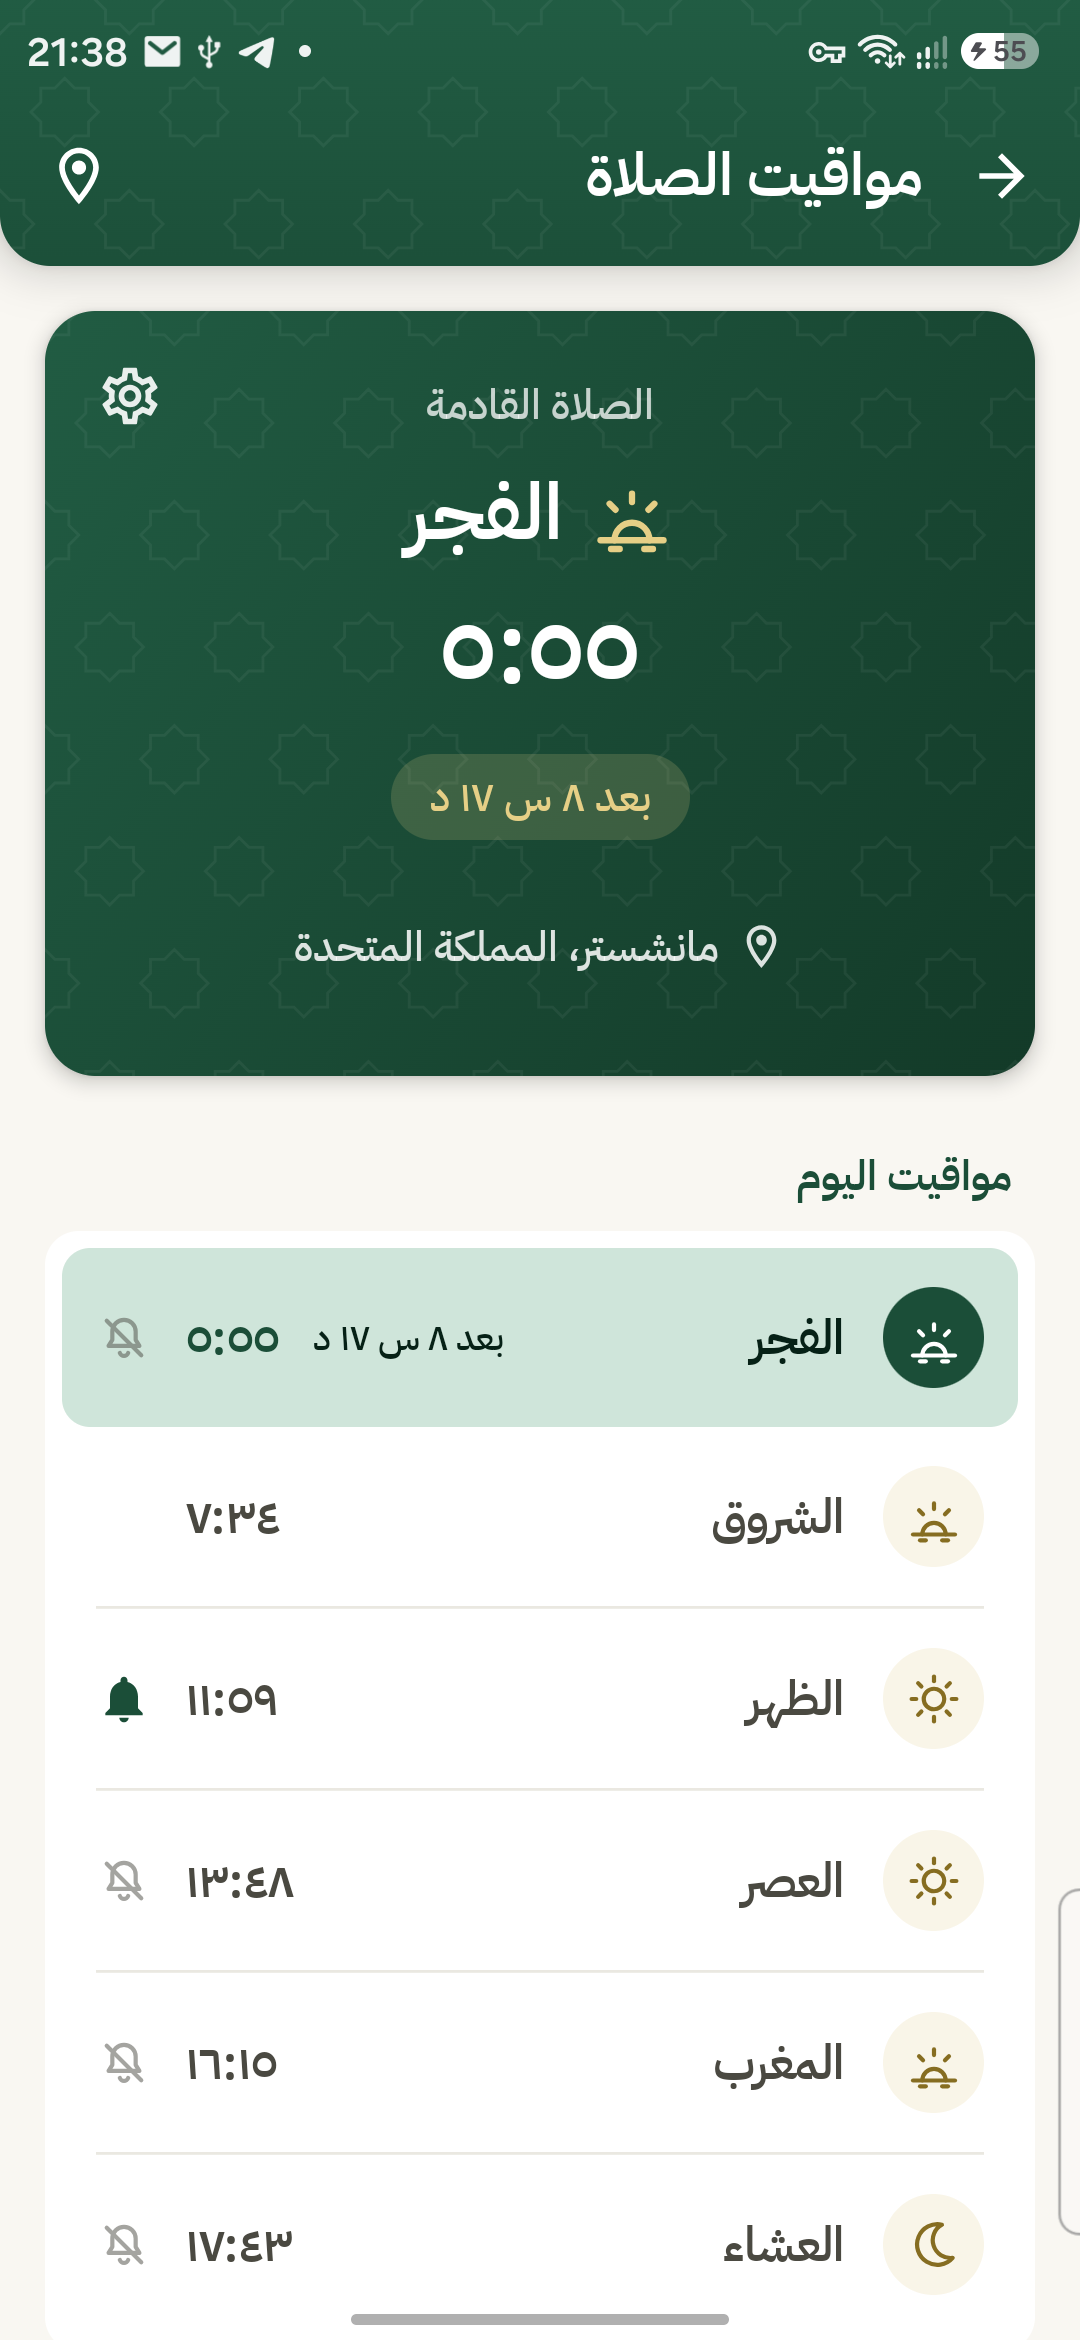 21:38 55
مواقيت الصلاة
الصلاة القادمة
الفجر
٥:٥٥
بعد ٨ س ١٧ د
مانشستر، المملكة المتحدة
مواقيت اليوم
الفجر بعد ٨ س ١٧ د ٥:٥٥
الشروق ٧:٣٤
الظهر ١١:٥٩
العصر ١٣:٤٨
المغرب ١٦:١٥
العشاء ١٧:٤٣